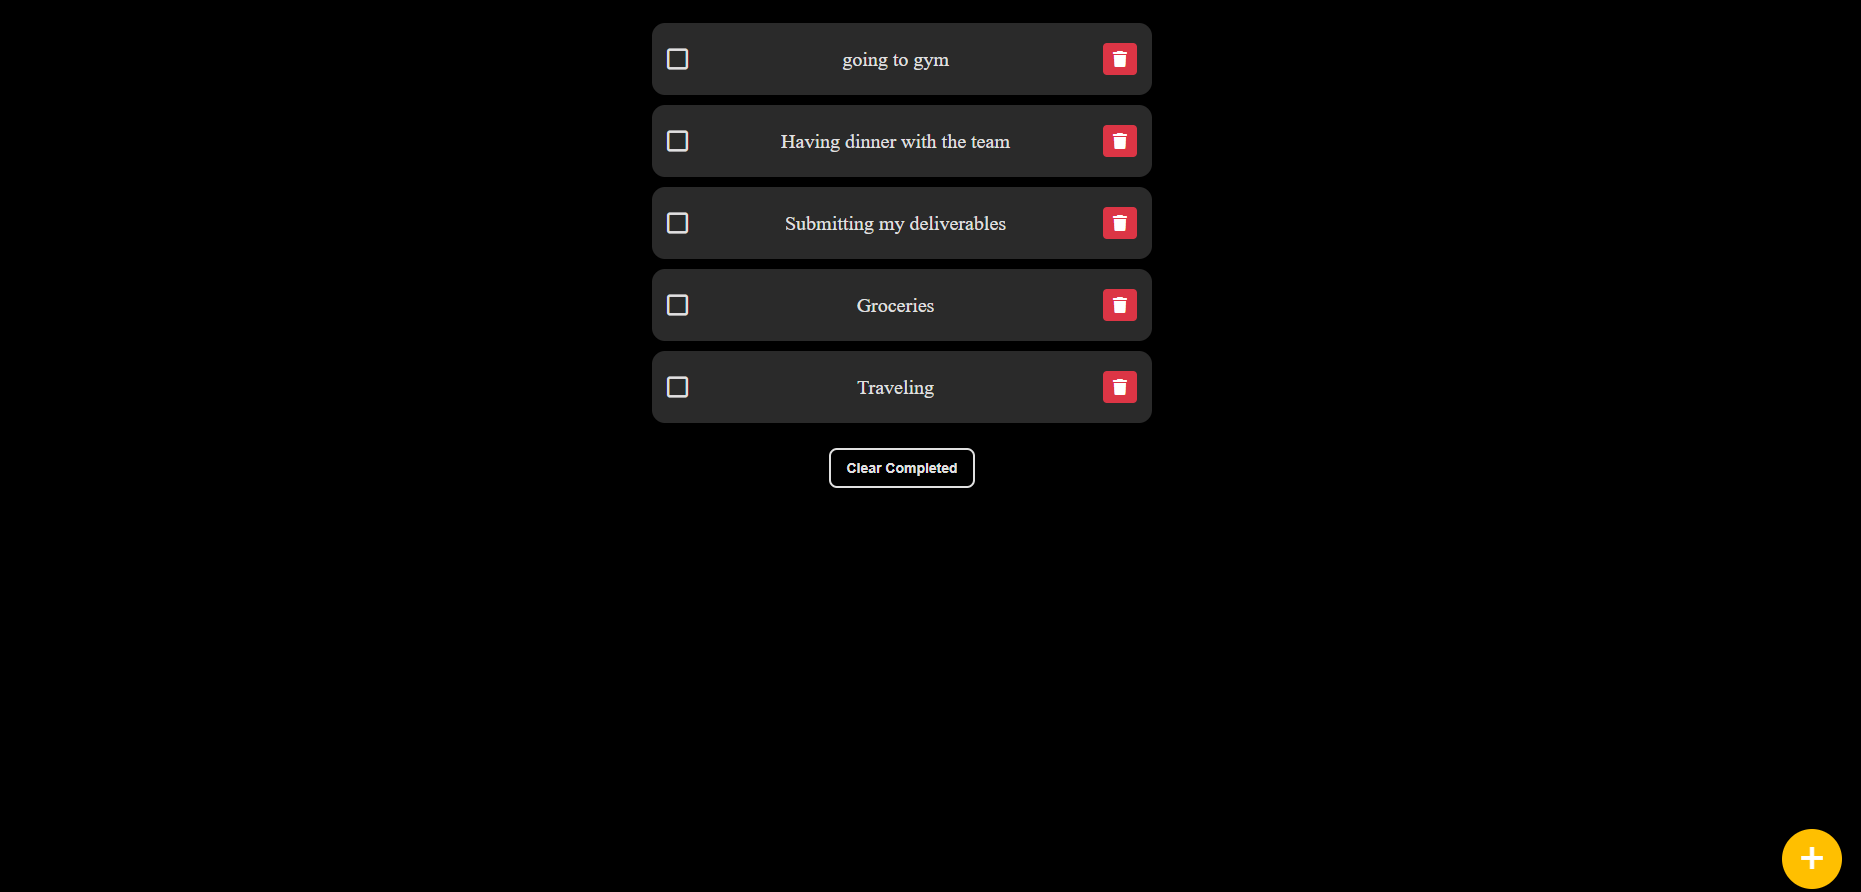 going to gym
Having dinner with the team
Submitting my deliverables
Groceries
Traveling
Clear Completed